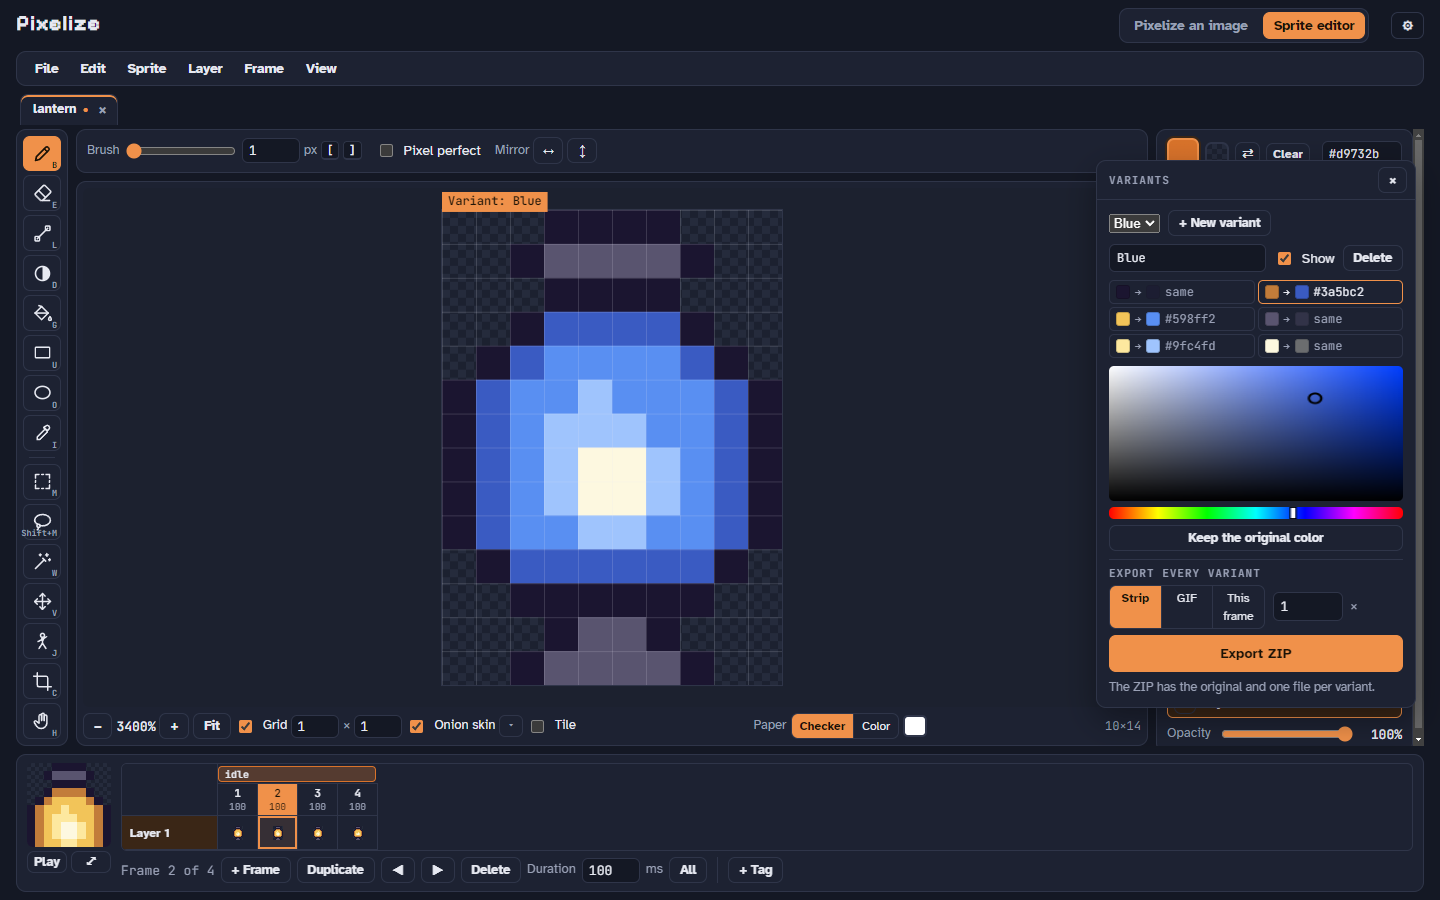 Pixelize
Pixelize an image
Sprite editor
File Edit Sprite Layer Frame View
lantern
Brush 1 px [ ] Pixel perfect Mirror
Clear #d9732b
B
E
L
D
G
U
O
I
M
Shift+M
W
V
J
C
H
Variant: Blue
VARIANTS
Blue + New variant
Blue Show Delete
same #3a5bc2
#598ff2 same
#9fc4fd same
Keep the original color
EXPORT EVERY VARIANT
Strip GIF This frame 1 ×
Export ZIP
The ZIP has the original and one file per variant.
− 3400% + Fit Grid 1 × 1 Onion skin Tile Paper Checker Color 10×14
Opacity 100%
idle
1 2 3 4
100 100 100 100
Layer 1
Play
Frame 2 of 4 + Frame Duplicate Delete Duration 100 ms All + Tag